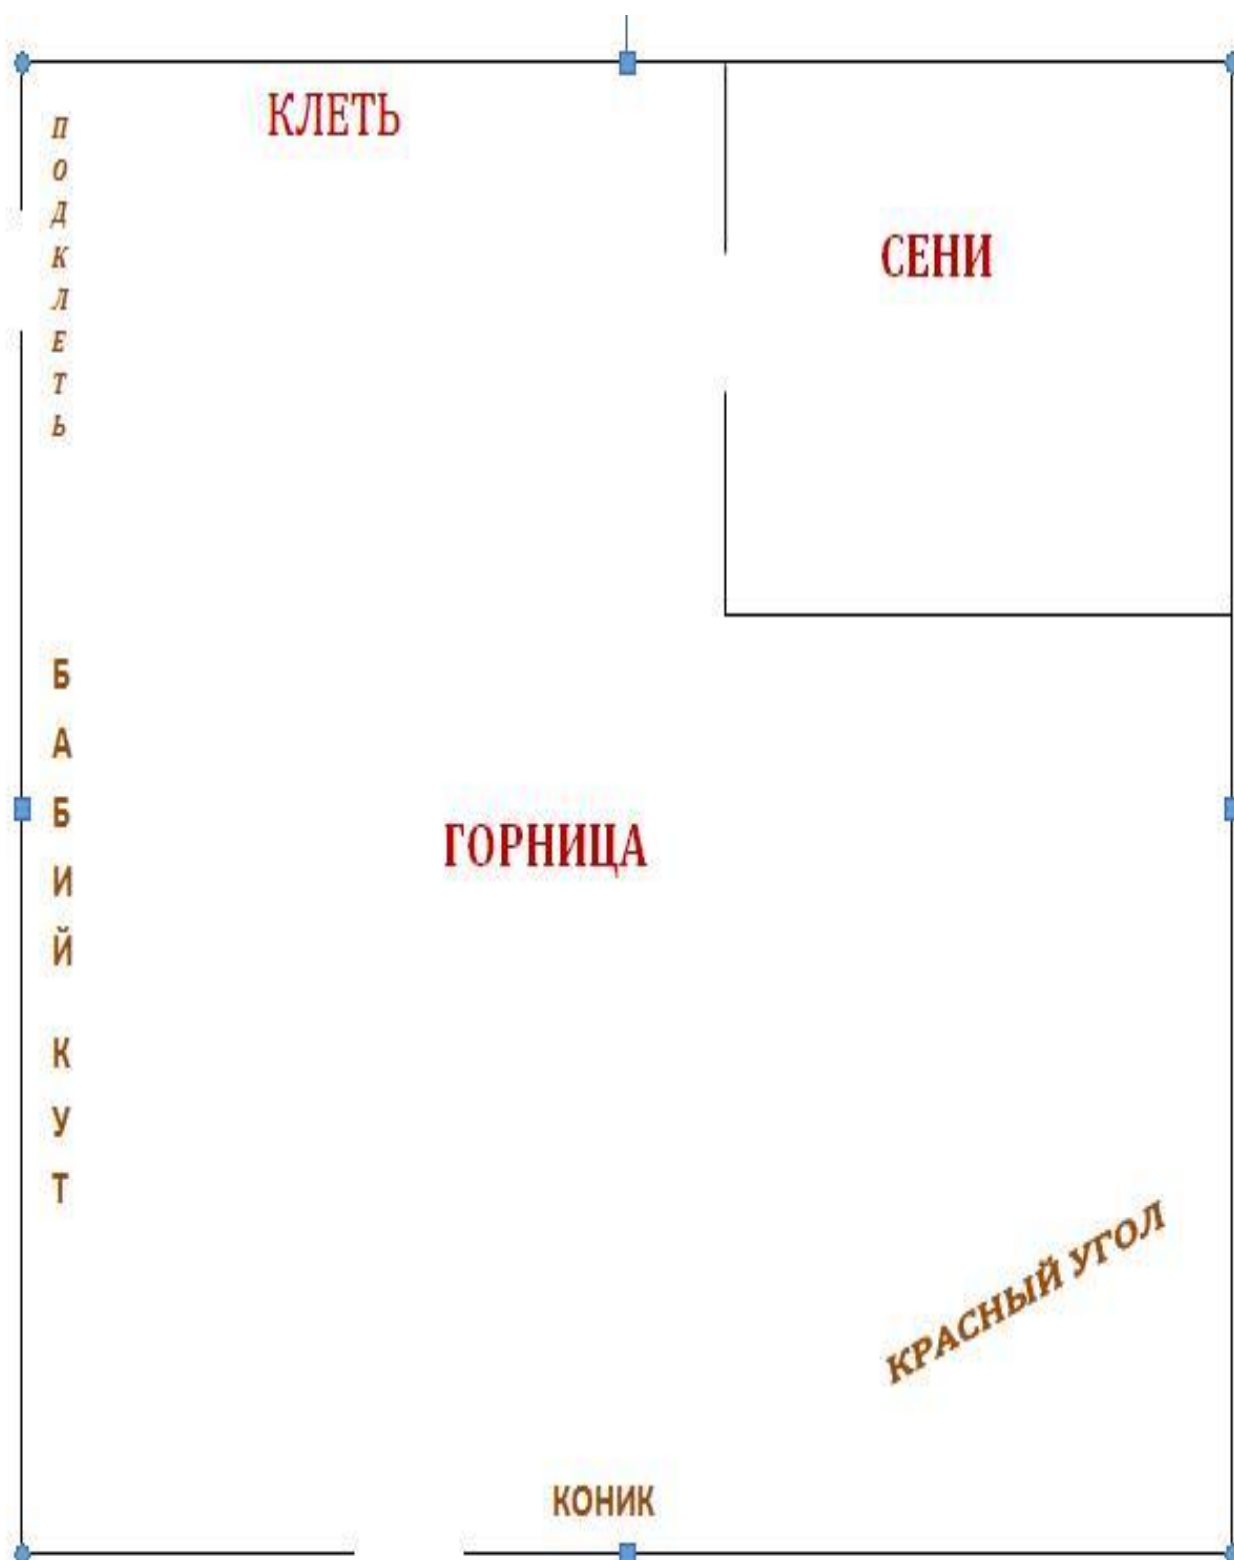 КЛЕТЬ
ПОДКЛЕТЬ
СЕНИ
БАБИЙ КУТ
ГОРНИЦА
КРАСНЫЙ УГОЛ
КОНИК